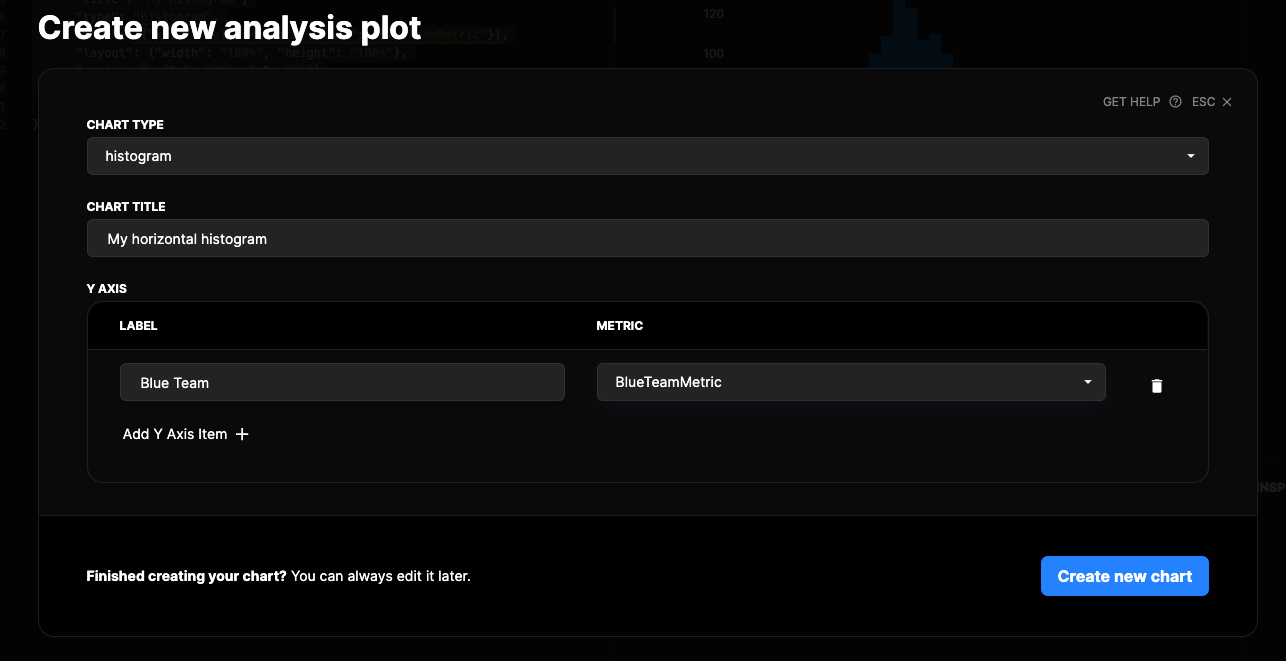 Create new analysis plot
"layout": {"width": "100%", "height": "100%"},
120
100
GET HELP ESC
CHART TYPE
histogram
CHART TITLE
My horizontal histogram
Y AXIS
LABEL METRIC
Blue Team BlueTeamMetric
Add Y Axis Item +
INSP
Finished creating your chart? You can always edit it later.
Create new chart